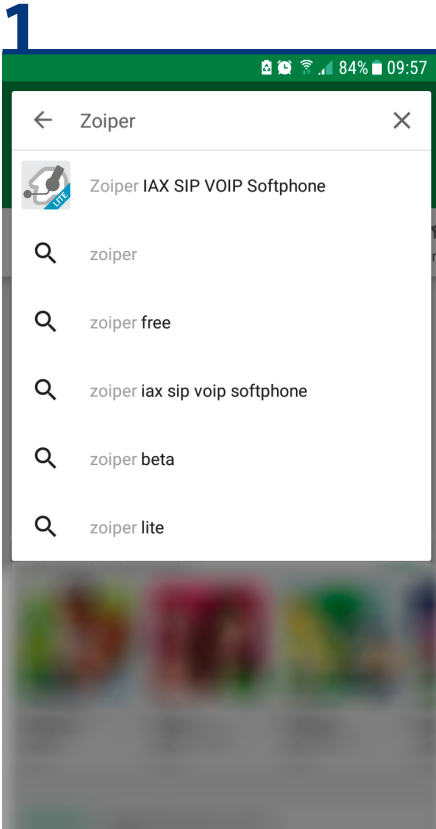 1
84% 09:57
Zoiper
Zoiper IAX SIP VOIP Softphone
LITE
zoiper
zoiper free
zoiper iax sip voip softphone
zoiper beta
zoiper lite